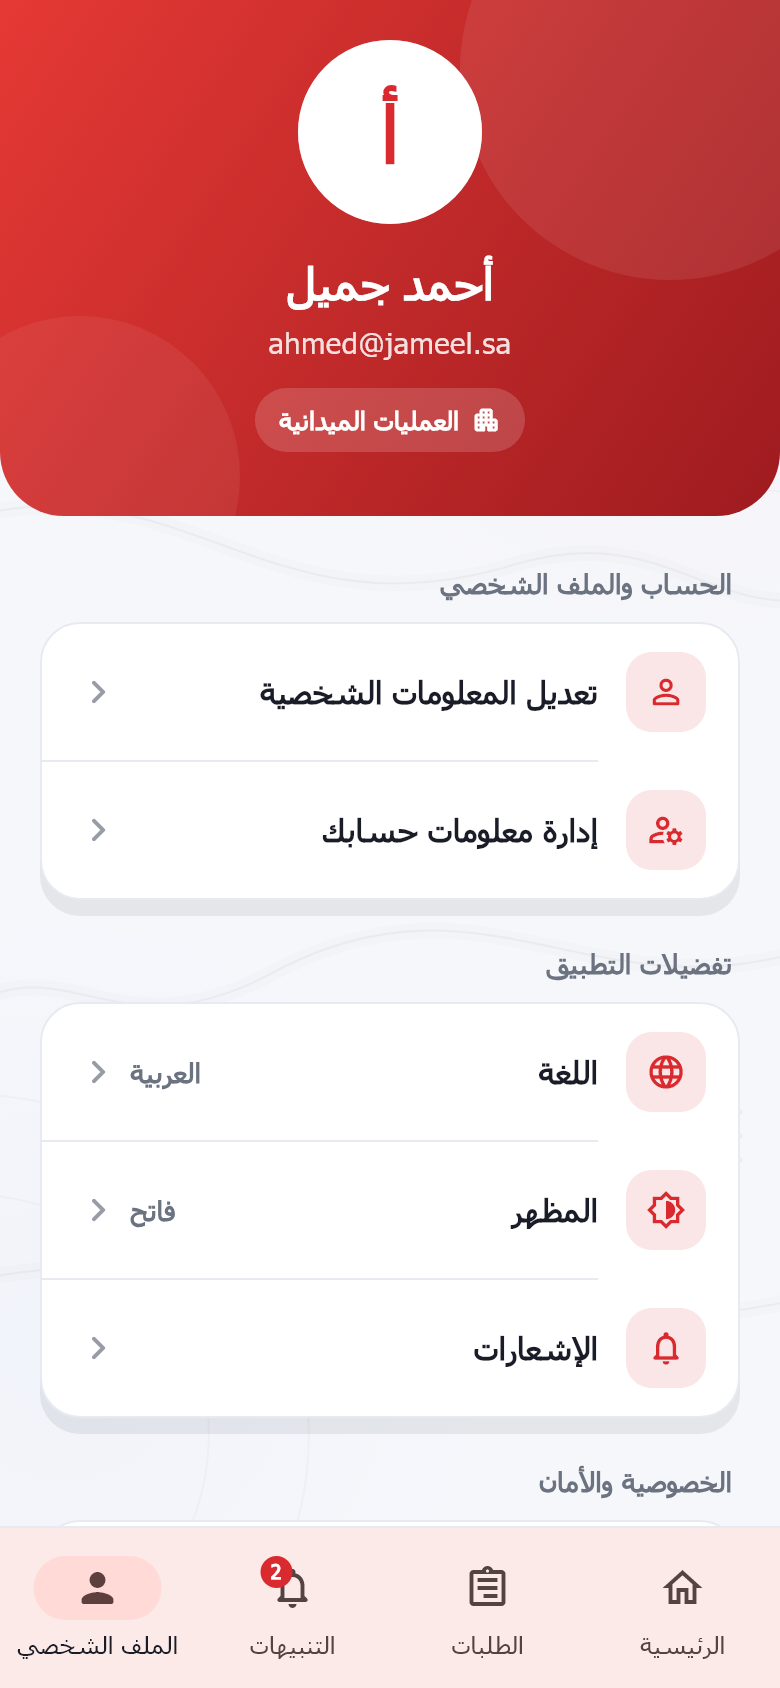 أ
أحمد جميل
ahmed@jameel.sa
العمليات الميدانية
الحساب والملف الشخصي
تعديل المعلومات الشخصية
إدارة معلومات حسابك
تفضيلات التطبيق
اللغة العربية
المظهر فاتح
الإشعارات
الخصوصية والأمان
2
الرئيسية الطلبات التنبيهات الملف الشخصي